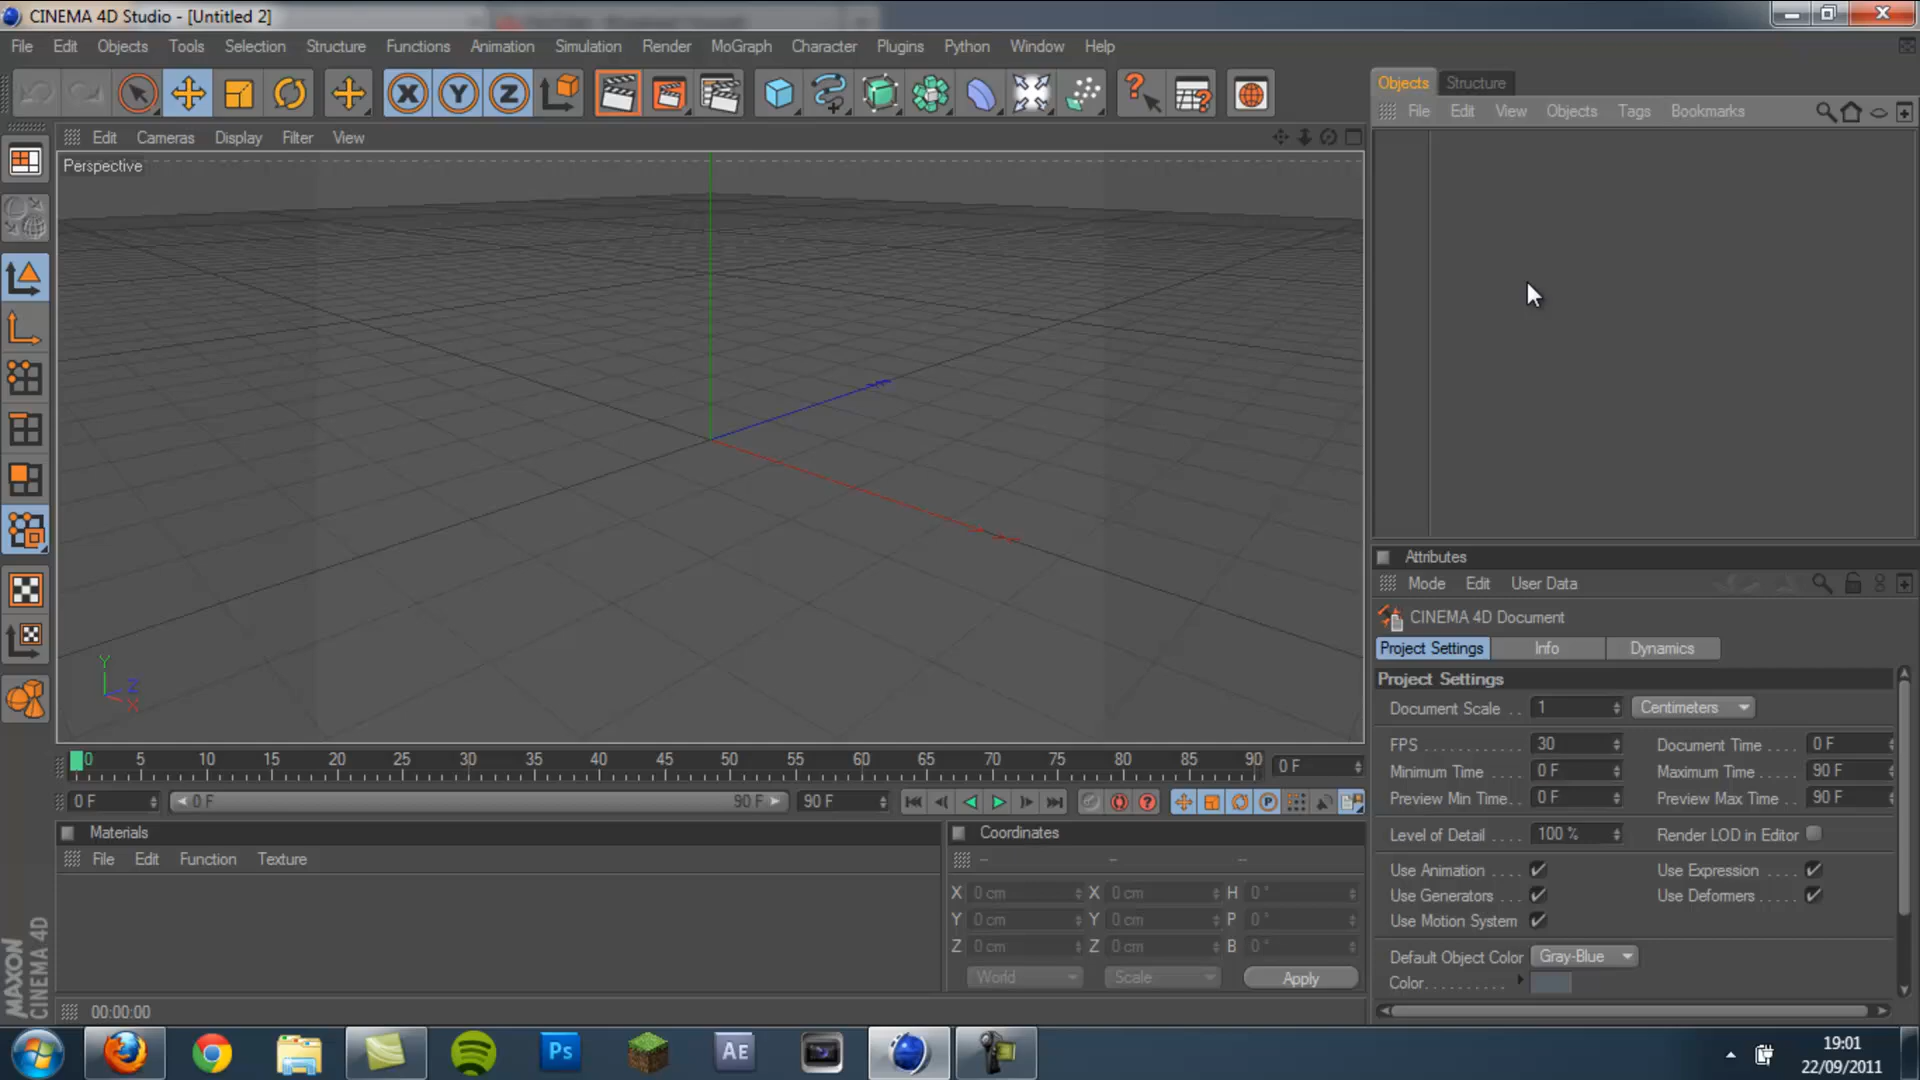 CINEMA 4D Studio - [Untitled 2]
File Edit Objects Tools Selection Structure Functions Animation Simulation Render MoGraph Character Plugins Python Window Help
X Y Z
Objects Structure
File Edit View Objects Tags Bookmarks
Edit Cameras Display Filter View
Perspective
Y
Z
X
Attributes
Mode Edit User Data
CINEMA 4D Document
Project Settings Info Dynamics
Project Settings
Document Scale . . 1 Centimeters
FPS . . . . . . . . . . . . 30 Document Time . . . . 0 F
Minimum Time . . . . 0 F Maximum Time . . . . 90 F
Preview Min Time. . . 0 F Preview Max Time . . . 90 F
Level of Detail . . . . 100 % Render LOD in Editor
Use Animation . . . . Use Expression . . . .
Use Generators . . . Use Deformers . . . . .
Use Motion System
Default Object Color Gray-Blue
Color. . . . . . . . . .
0 5 10 15 20 25 30 35 40 45 50 55 60 65 70 75 80 85 90 0 F
0 F 0 F 90 F 90 F
Materials
File Edit Function Texture
Coordinates
-- -- --
X 0 cm X 0 cm H 0 °
Y 0 cm Y 0 cm P 0 °
Z 0 cm Z 0 cm B 0 °
World Scale Apply
MAXON
CINEMA 4D
00:00:00
Ps AE
19:01
22/09/2011